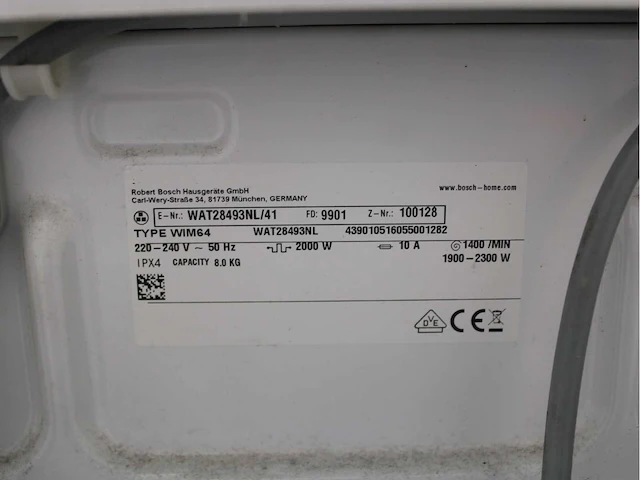 Robert Bosch Hausgeräte GmbH
Carl-Wery-Straße 34, 81739 München, GERMANY
www.bosch-home.com
E-Nr.: WAT28493NL/41 FD: 9901 Z-Nr.: 100128
TYPE WIM64 WAT28493NL 439010516055001282
220-240 V ~ 50 Hz 2000 W 10 A 1400 /MIN
IPX4 CAPACITY 8.0 KG 1900-2300 W
DVE CE